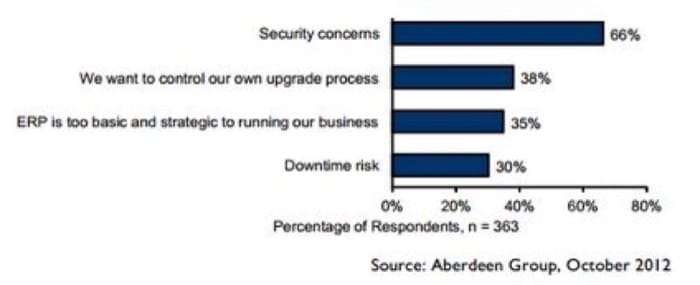 Security concerns 66%
We want to control our own upgrade process 38%
ERP is too basic and strategic to running our business 35%
Downtime risk 30%
0% 20% 40% 60% 80%
Percentage of Respondents, n = 363
Source: Aberdeen Group, October 2012